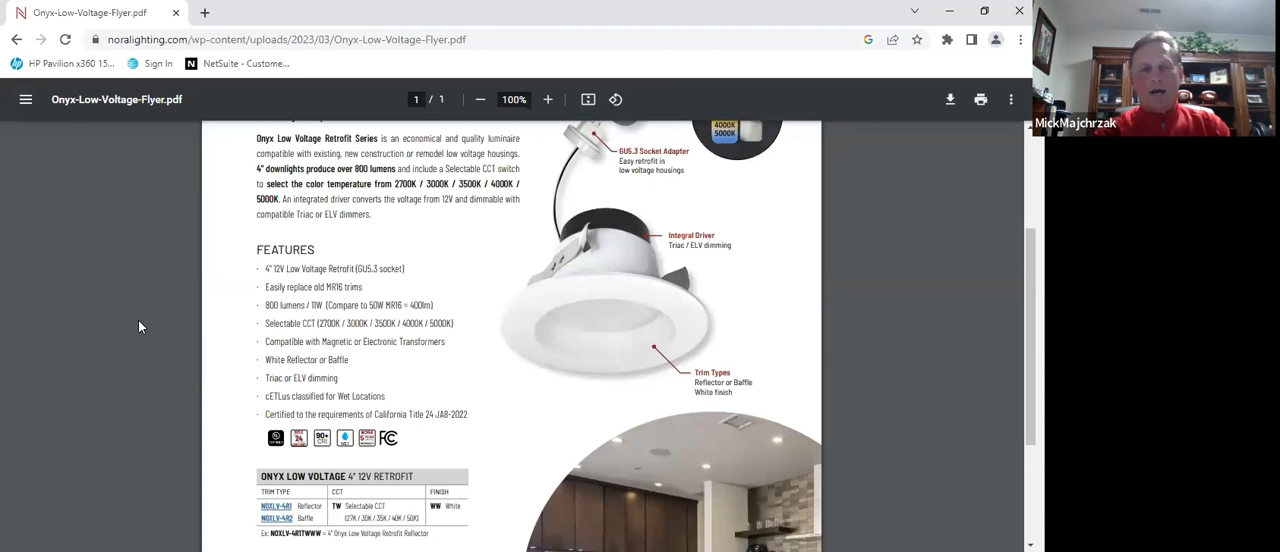 Onyx-Low-Voltage-Flyer.pdf
noralighting.com/wp-content/uploads/2023/03/Onyx-Low-Voltage-Flyer.pdf
HP Pavilion x360 15...
Sign In
NetSuite - Custome...
Onyx-Low-Voltage-Flyer.pdf
1 / 1
100%
MickMajchrzak
Onyx Low Voltage Retrofit Series is an economical and quality luminaire
compatible with existing, new construction or remodel low voltage housings.
4" downlights produce over 800 lumens and include a Selectable CCT switch
to select the color temperature from 2700K / 3000K / 3500K / 4000K /
5000K. An integrated driver converts the voltage from 12V and dimmable with
compatible Triac or ELV dimmers.
4000K
5000K
GU5.3 Socket Adapter
Easy retrofit in
low voltage housings
Integral Driver
Triac / ELV dimming
FEATURES
· 4" 12V Low Voltage Retrofit (GU5.3 socket)
· Easily replace old MR16 trims
· 800 lumens / 11W (Compare to 50W MR16 = 400lm)
· Selectable CCT (2700K / 3000K / 3500K / 4000K / 5000K)
· Compatible with Magnetic or Electronic Transformers
· White Reflector or Baffle
· Triac or ELV dimming
· cETLus classified for Wet Locations
· Certified to the requirements of California Title 24 JA8-2022
Trim Types
Reflector or Baffle
White finish
24
90+
CRI
WET
FC
ONYX LOW VOLTAGE 4" 12V RETROFIT
TRIM TYPE CCT FINISH
NOXLV-4R1 Reflector TW Selectable CCT WW White
NOXLV-4R2 Baffle (27K / 30K / 35K / 40K / 50K)
Ex: NOXLV-4R1TWWW = 4" Onyx Low Voltage Retrofit Reflector